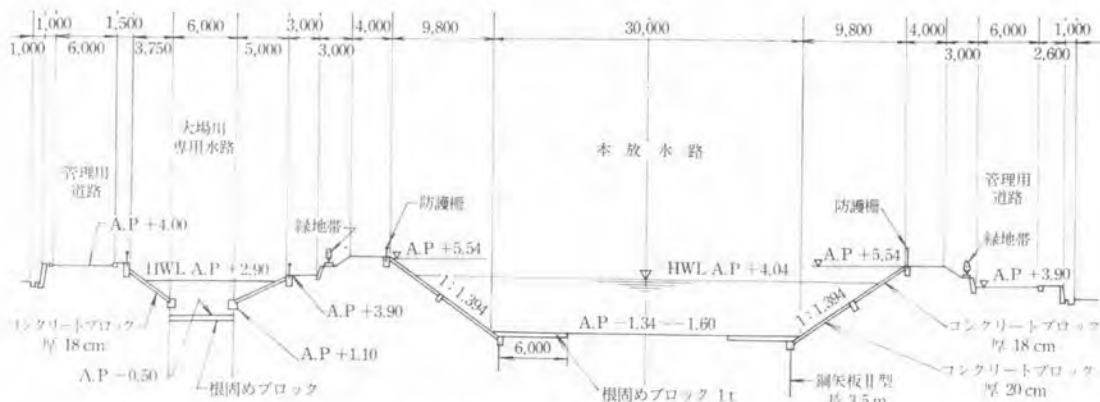 1,000 1,500 6,000 3,000 4,000 9,800 30,000 9,800 4,000 6,000 1,000
1,000 6,000 3,750 5,000 3,000 3,000 2,600
大場川
専用水路
本放水路
管理用
道路
管理用
道路
防護柵
防護柵
緑地帯
緑地帯
A.P +4.00
A.P +5.54
A.P +5.54
HWL A.P +2.90
HWL A.P +4.04
A.P +3.90
1:1.394
1:1.394
A.P +3.90
コンクリートブロック
厚 18cm
A.P −1.34−−1.60
コンクリートブロック
厚 18cm
A.P +1.10
6,000
A.P −0.50
根固めブロック
根固めブロック 1t
鋼矢板Ⅱ型
長 3.5m
コンクリートブロック
厚 20cm